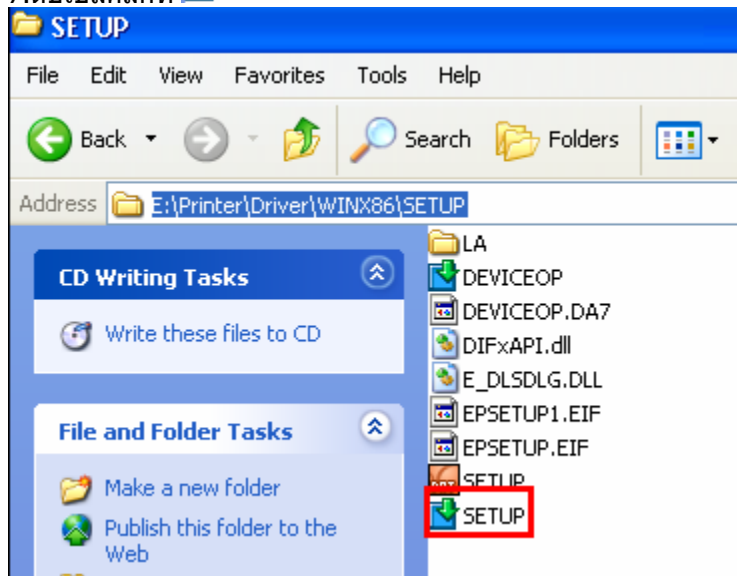 SETUP
File Edit View Favorites Tools Help
Back Search Folders
Address E:\Printer\Driver\WINX86\SETUP
LA
CD Writing Tasks
DEVICEOP
DEVICEOP.DA7
Write these files to CD
DIFxAPI.dll
E_DLSDLG.DLL
EPSETUP1.EIF
File and Folder Tasks
EPSETUP.EIF
SETUP
Make a new folder
SETUP
Publish this folder to the
Web